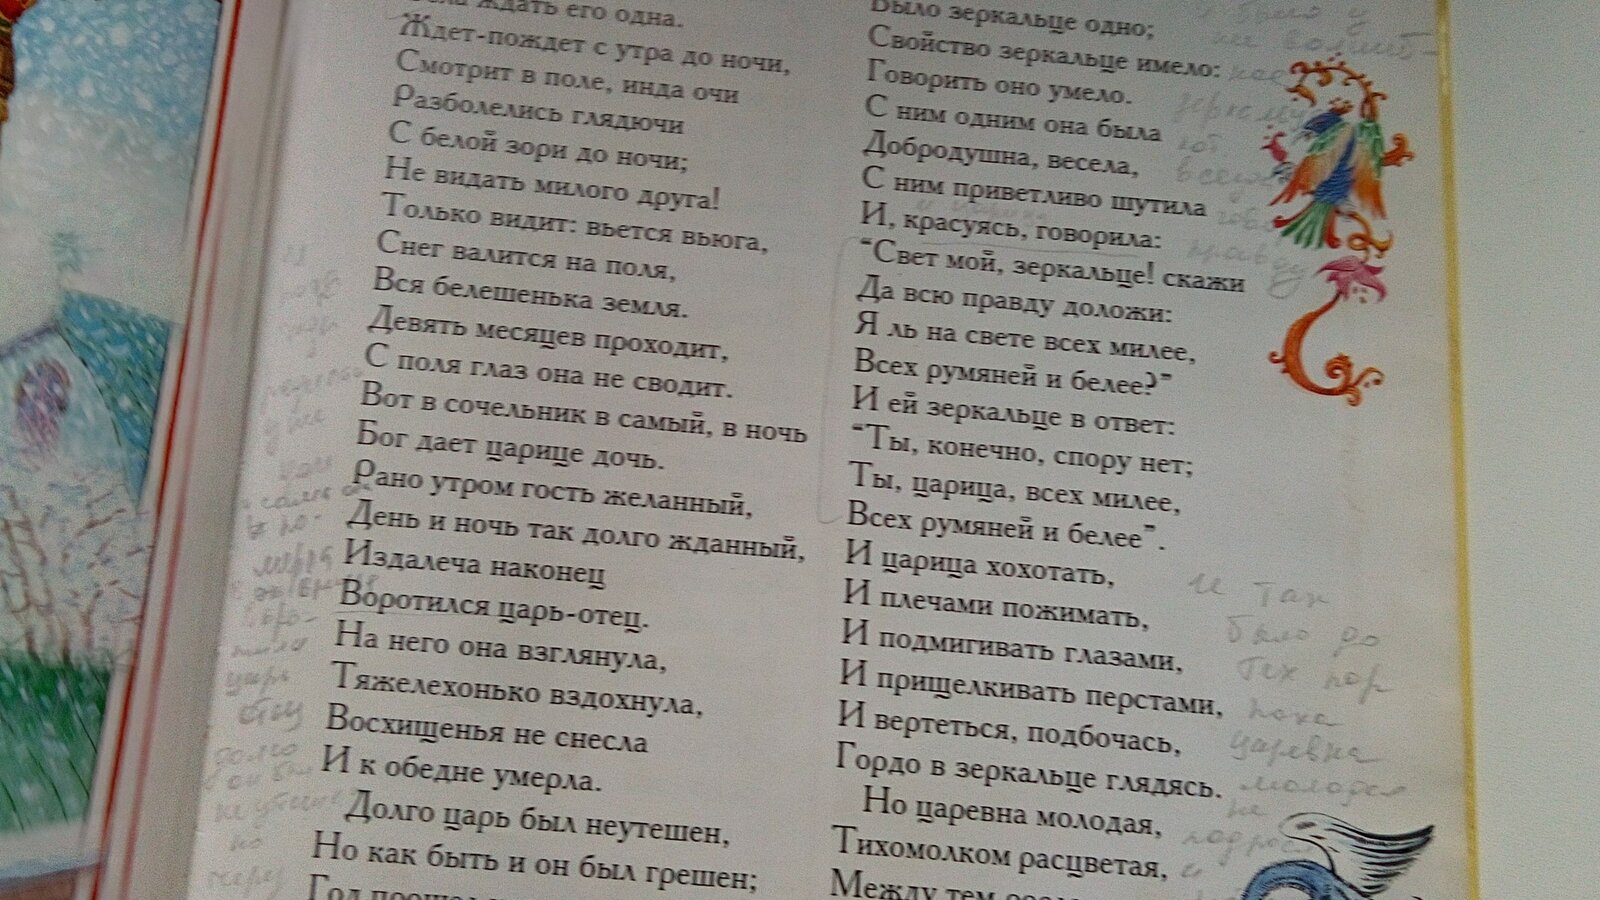 ждать его одна.
Ждет-пождет с утра до ночи,
Смотрит в поле, инда очи
Разболелись глядючи
С белой зори до ночи;
Не видать милого друга!
Только видит: вьется вьюга,
Снег валится на поля,
Вся белешенька земля.
Девять месяцев проходит,
С поля глаз она не сводит.
Вот в сочельник в самый, в ночь
Бог дает царице дочь.
Рано утром гость желанный,
День и ночь так долго жданный,
Издалеча наконец
Воротился царь-отец.
На него она взглянула,
Тяжелехонько вздохнула,
Восхищенья не снесла
И к обедне умерла.
Долго царь был неутешен,
Но как быть и он был грешен;
Год
Было зеркальце одно;
Свойство зеркальце имело:
Говорить оно умело.
С ним одним она была
Добродушна, весела,
С ним приветливо шутила
И, красуясь, говорила:
“Свет мой, зеркальце! скажи
Да всю правду доложи:
Я ль на свете всех милее,
Всех румяней и белее?”
И ей зеркальце в ответ:
“Ты, конечно, спору нет;
Ты, царица, всех милее,
Всех румяней и белее”.
И царица хохотать,
И плечами пожимать,
И подмигивать глазами,
И прищелкивать перстами,
И вертеться, подбочась,
Гордо в зеркальце глядясь.
Но царевна молодая,
Тихомолком расцветая,
Между тем
и так
было до
тех пор
пока
царевна
молодая
не